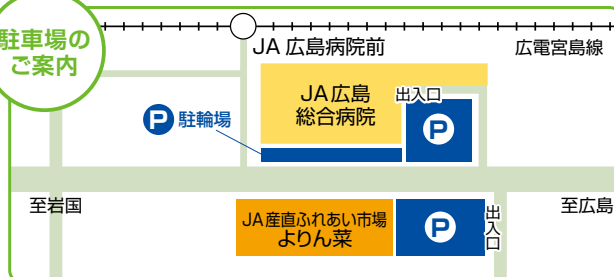 駐車場の
ご案内
JA 広島病院前
広電宮島線
JA広島
総合病院
出入口
P
P 駐輪場
至岩国
JA産直ふれあい市場
よりん菜
P
出入口
至広島